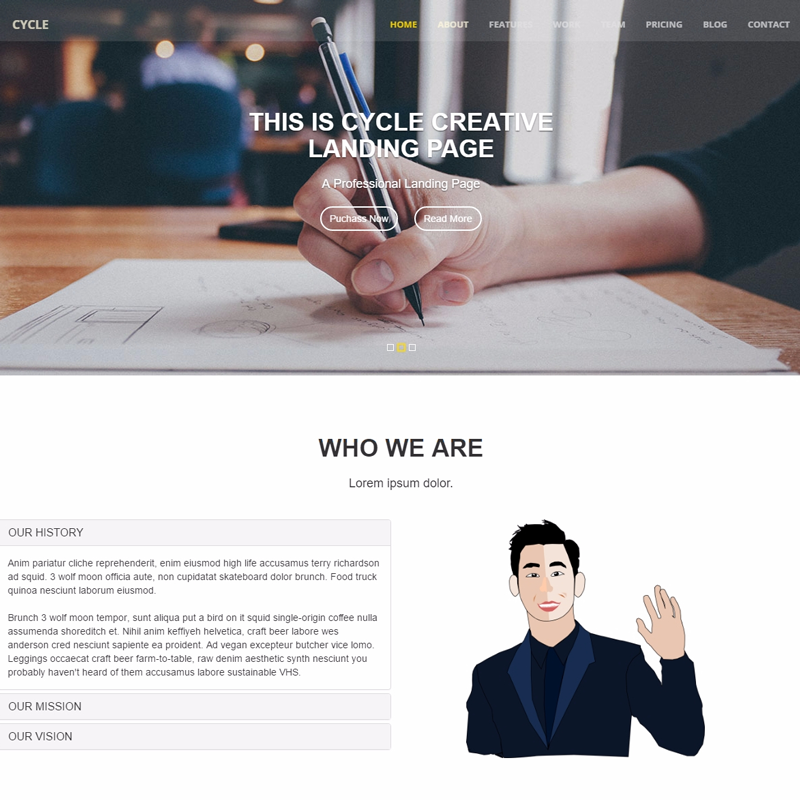 CYCLE
HOME ABOUT FEATURES WORK TEAM PRICING BLOG CONTACT
THIS IS CYCLE CREATIVE
LANDING PAGE
A Professional Landing Page
Puchass Now Read More
WHO WE ARE
Lorem ipsum dolor.
OUR HISTORY
Anim pariatur cliche reprehenderit, enim eiusmod high life accusamus terry richardson
ad squid. 3 wolf moon officia aute, non cupidatat skateboard dolor brunch. Food truck
quinoa nesciunt laborum eiusmod.
Brunch 3 wolf moon tempor, sunt aliqua put a bird on it squid single-origin coffee nulla
assumenda shoreditch et. Nihil anim keffiyeh helvetica, craft beer labore wes
anderson cred nesciunt sapiente ea proident. Ad vegan excepteur butcher vice lomo.
Leggings occaecat craft beer farm-to-table, raw denim aesthetic synth nesciunt you
probably haven't heard of them accusamus labore sustainable VHS.
OUR MISSION
OUR VISION